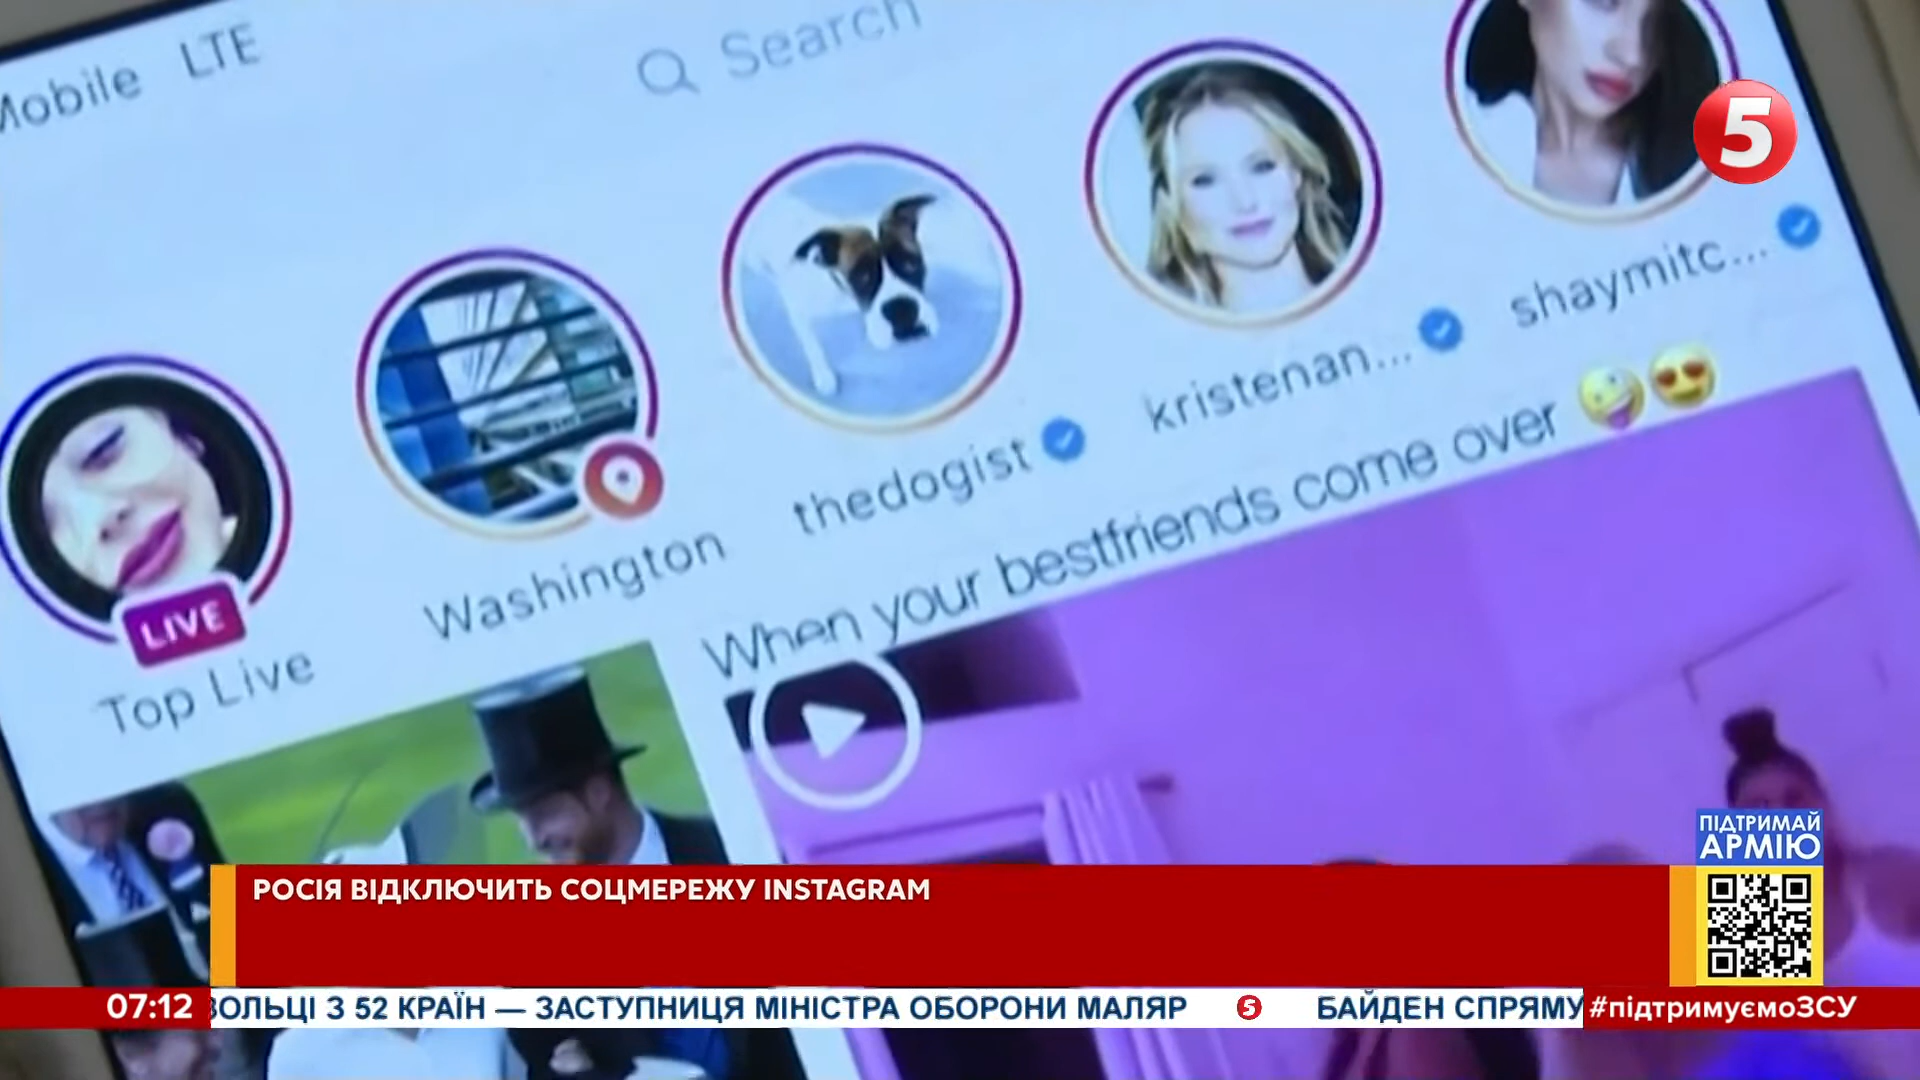 Mobile LTE
Search
5
shaymitc...
kristenan...
thedogist
Washington
LIVE
Top Live
When your bestfriends come over 🤪😍
ПІДТРИМАЙ
АРМІЮ
РОСІЯ ВІДКЛЮЧИТЬ СОЦМЕРЕЖУ INSTAGRAM
07:12
ВОЛЬЦІ З 52 КРАЇН — ЗАСТУПНИЦЯ МІНІСТРА ОБОРОНИ МАЛЯР 5 БАЙДЕН СПРЯМУ
#підтримуємоЗСУ